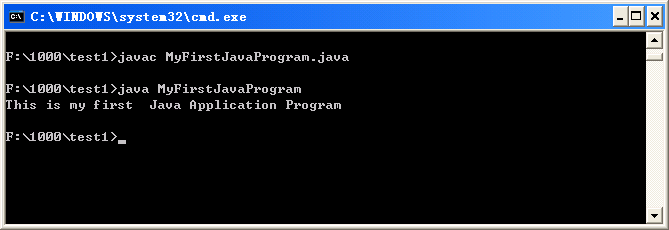 C:\WINDOWS\system32\cmd.exe
F:\1000\test1>javac MyFirstJavaProgram.java
F:\1000\test1>java MyFirstJavaProgram
This is my first  Java Application Program
F:\1000\test1>